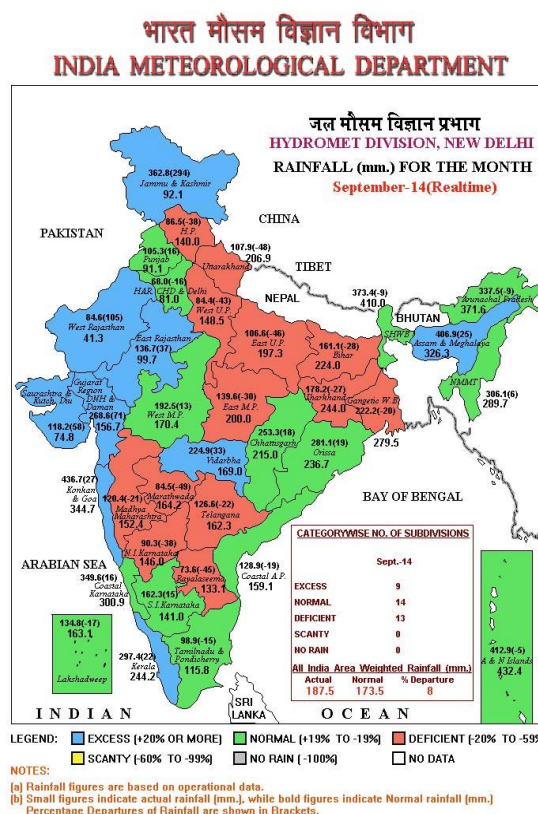 भारत मौसम विज्ञान विभाग
INDIA METEOROLOGICAL DEPARTMENT
जल मौसम विज्ञान प्रभाग
HYDROMET DIVISION, NEW DELHI
RAINFALL (mm.) FOR THE MONTH
September-14(Realtime)
362.8(294)
Jammu & Kashmir
92.1
CHINA
PAKISTAN
86.5(-38)
H.P.
140.0
105.3(16)
Punjab
91.1
107.9(-48)
206.9
Uttarakhand
TIBET
68.0(-16)
HAR. CHD & Delhi
81.0
NEPAL
84.4(-43)
West U.P.
148.5
373.4(-9)
410.0
BHUTAN
SHWB
337.5(-9)
Arunachal Pradesh
371.6
84.6(105)
West Rajasthan
41.3
East Rajasthan
136.7(37)
99.7
106.6(-46)
East U.P.
197.3
161.1(-28)
Bihar
224.0
406.9(25)
Assam & Meghalaya
326.3
NMMT
306.1(6)
289.7
Saurashtra &
Kutch, Diu
118.2(58)
74.8
Gujarat
Region
DNH &
Daman
268.6(71)
156.7
192.5(13)
West M.P.
170.4
139.6(-30)
East M.P.
200.0
178.2(-27)
Jharkhand
244.0
Gangetic W.B.
222.2(-20)
279.5
253.3(18)
Chhattisgarh
215.0
281.1(19)
Orissa
236.7
224.9(33)
Vidarbha
169.0
436.7(27)
Konkan
& Goa
344.7
120.4(-21)
Madhya
Maharashtra
152.4
84.5(-49)
Marathwada
164.2
126.6(-22)
Telangana
162.3
BAY OF BENGAL
90.3(-38)
N.I.Karnataka
146.0
73.6(-45)
Rayalaseema
133.1
128.9(-19)
Coastal A.P.
159.1
ARABIAN SEA
349.6(16)
Coastal
Karnataka
300.9
162.3(15)
S.I.Karnataka
141.0
134.8(-17)
163.1
Lakshadweep
98.9(-15)
Tamilnadu &
Pondicherry
115.8
297.4(22)
Kerala
244.2
412.9(-5)
A & N Islands
432.4
CATEGORYWISE NO. OF SUBDIVISIONS
Sept.-14
EXCESS 9
NORMAL 14
DEFICIENT 13
SCANTY 0
NO RAIN 0
All India Area Weighted Rainfall (mm.)
Actual Normal % Departure
187.5 173.5 8
SRI
LANKA
INDIAN OCEAN
LEGEND: EXCESS (+20% OR MORE) NORMAL (+19% TO -19%) DEFICIENT (-20% TO -59%
SCANTY (-60% TO -99%) NO RAIN (-100%) NO DATA
NOTES:
(a) Rainfall figures are based on operational data.
(b) Small figures indicate actual rainfall (mm.), while bold figures indicate Normal rainfall (mm.)
Percentage Departures of Rainfall are shown in Brackets.